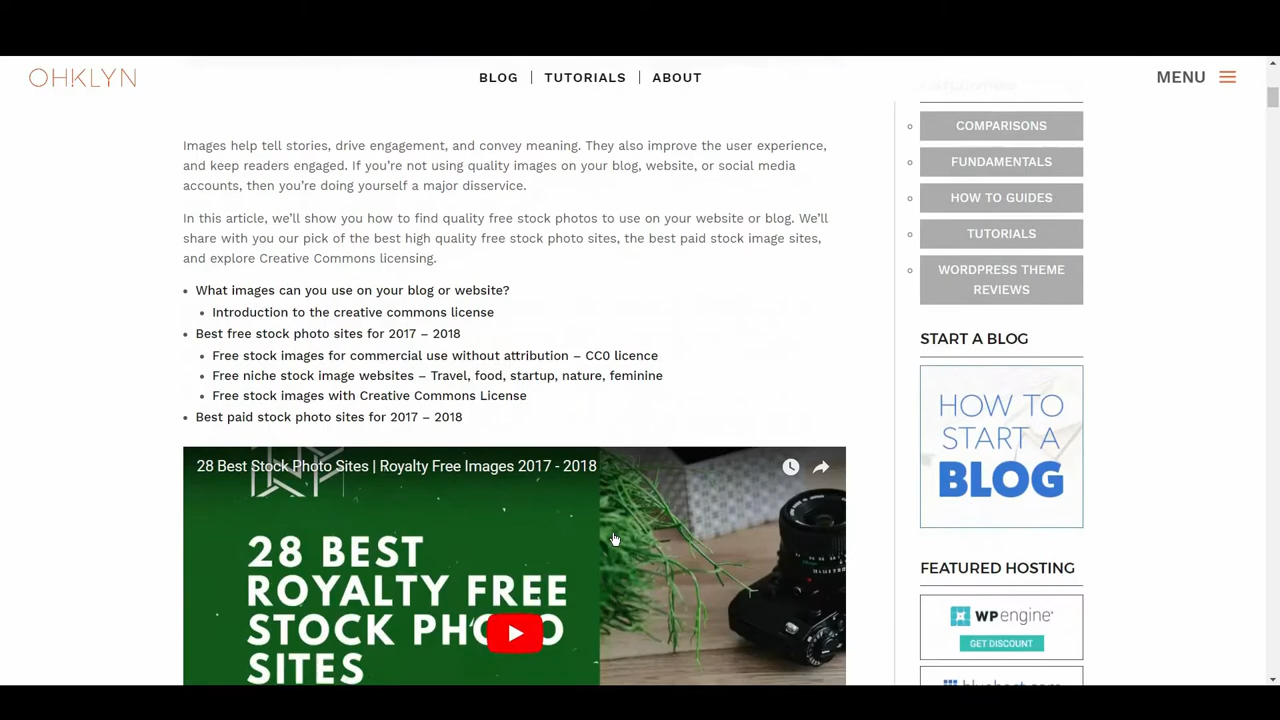 OHKLYN
BLOG
TUTORIALS
ABOUT
MENU
Images help tell stories, drive engagement, and convey meaning. They also improve the user experience,
and keep readers engaged. If you’re not using quality images on your blog, website, or social media
accounts, then you’re doing yourself a major disservice.
In this article, we’ll show you how to find quality free stock photos to use on your website or blog. We’ll
share with you our pick of the best high quality free stock photo sites, the best paid stock image sites,
and explore Creative Commons licensing.
What images can you use on your blog or website?
Introduction to the creative commons license
Best free stock photo sites for 2017 – 2018
Free stock images for commercial use without attribution – CC0 licence
Free niche stock image websites – Travel, food, startup, nature, feminine
Free stock images with Creative Commons License
Best paid stock photo sites for 2017 – 2018
28 Best Stock Photo Sites | Royalty Free Images 2017 - 2018
28 BEST
ROYALTY FREE
STOCK PHOTO
SITES
COMPARISONS
FUNDAMENTALS
HOW TO GUIDES
TUTORIALS
WORDPRESS THEME
REVIEWS
START A BLOG
HOW TO
START A
BLOG
FEATURED HOSTING
WPengine
GET DISCOUNT